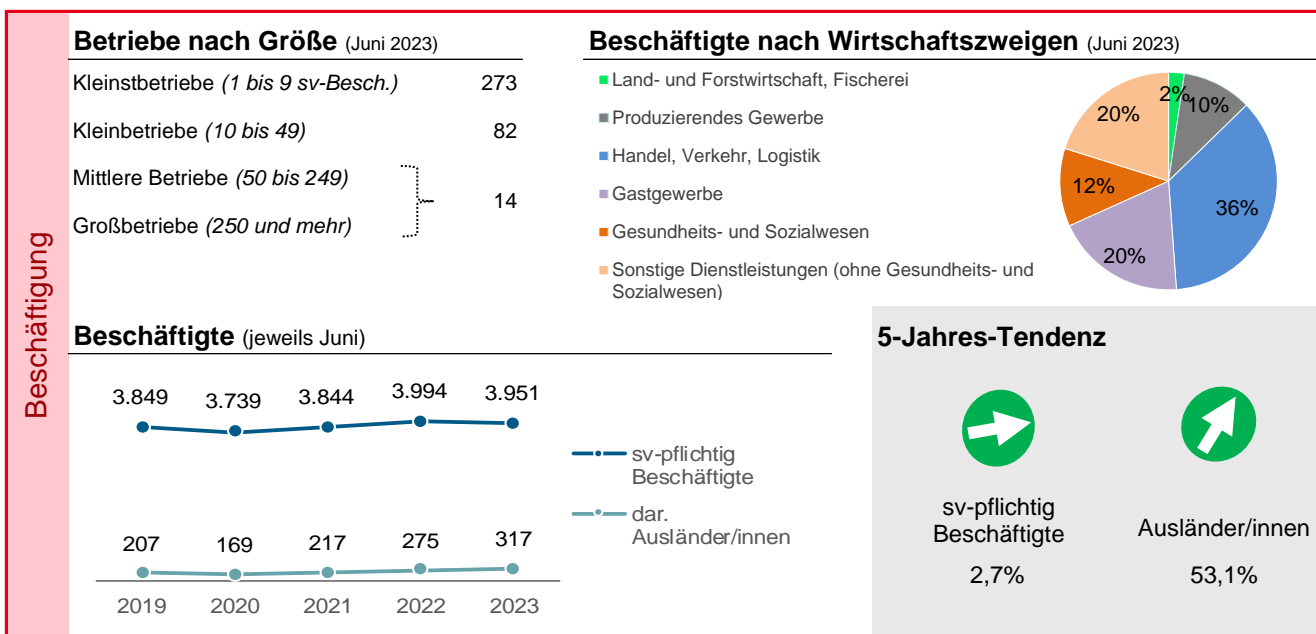 Beschäftigung
Betriebe nach Größe (Juni 2023)
Kleinstbetriebe (1 bis 9 sv-Besch.) 273
Kleinbetriebe (10 bis 49) 82
Mittlere Betriebe (50 bis 249)
14
Großbetriebe (250 und mehr)
Beschäftigte nach Wirtschaftszweigen (Juni 2023)
Land- und Forstwirtschaft, Fischerei
Produzierendes Gewerbe
Handel, Verkehr, Logistik
Gastgewerbe
Gesundheits- und Sozialwesen
Sonstige Dienstleistungen (ohne Gesundheits- und
Sozialwesen)
2%
10%
36%
20%
12%
20%
Beschäftigte (jeweils Juni)
3.849 3.739 3.844 3.994 3.951
207 169 217 275 317
2019 2020 2021 2022 2023
sv-pflichtig
Beschäftigte
dar.
Ausländer/innen
5-Jahres-Tendenz
sv-pflichtig
Beschäftigte
2,7%
Ausländer/innen
53,1%